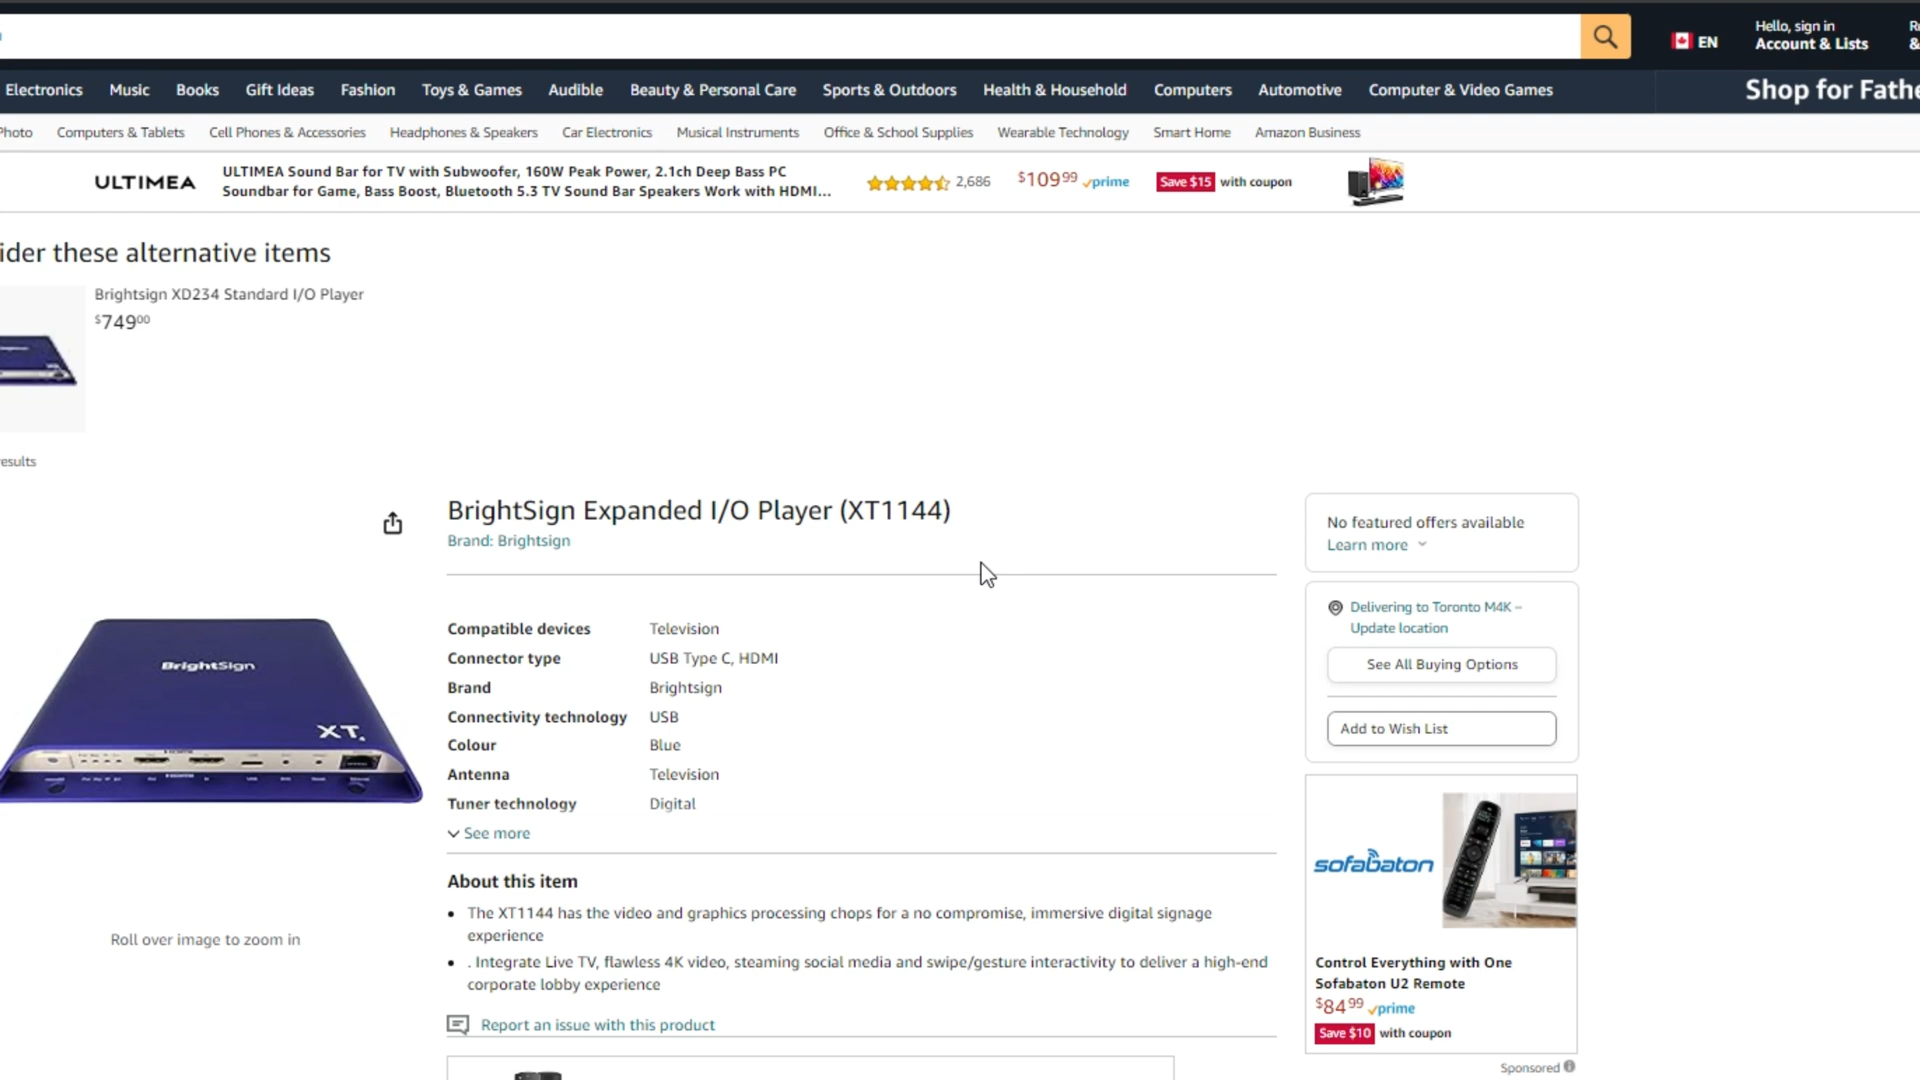 Hello, sign in
EN
Account & Lists
Electronics
Music
Books
Gift Ideas
Fashion
Toys & Games
Audible
Beauty & Personal Care
Sports & Outdoors
Health & Household
Computers
Automotive
Computer & Video Games
Shop for Fathe
Photo
Computers & Tablets
Cell Phones & Accessories
Headphones & Speakers
Car Electronics
Musical Instruments
Office & School Supplies
Wearable Technology
Smart Home
Amazon Business
ULTIMEA
ULTIMEA Sound Bar for TV with Subwoofer, 160W Peak Power, 2.1ch Deep Bass PC
Soundbar for Game, Bass Boost, Bluetooth 5.3 TV Sound Bar Speakers Work with HDMI...
2,686
$109 99 prime
Save $15 with coupon
ider these alternative items
Brightsign XD234 Standard I/O Player
$749 00
esults
BrightSign Expanded I/O Player (XT1144)
Brand: Brightsign
BrightSign
XT.
Roll over image to zoom in
Compatible devices Television
Connector type USB Type C, HDMI
Brand Brightsign
Connectivity technology USB
Colour Blue
Antenna Television
Tuner technology Digital
See more
About this item
• The XT1144 has the video and graphics processing chops for a no compromise, immersive digital signage
experience
• . Integrate Live TV, flawless 4K video, steaming social media and swipe/gesture interactivity to deliver a high-end
corporate lobby experience
Report an issue with this product
No featured offers available
Learn more
Delivering to Toronto M4K –
Update location
See All Buying Options
Add to Wish List
sofabaton
Control Everything with One
Sofabaton U2 Remote
$84 99 prime
Save $10 with coupon
Sponsored